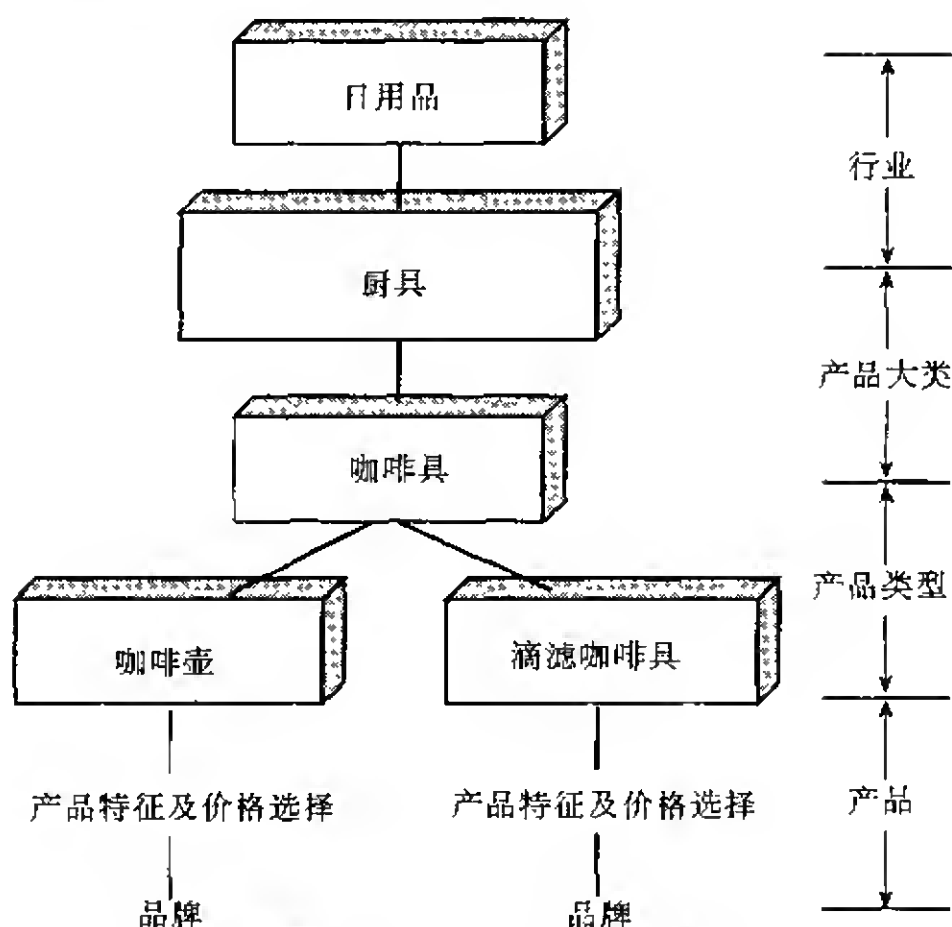 日用品
行业
厨具
产品大类
咖啡具
产品类型
咖啡壶
滴滤咖啡具
产品特征及价格选择
产品特征及价格选择
产品
品牌
品牌